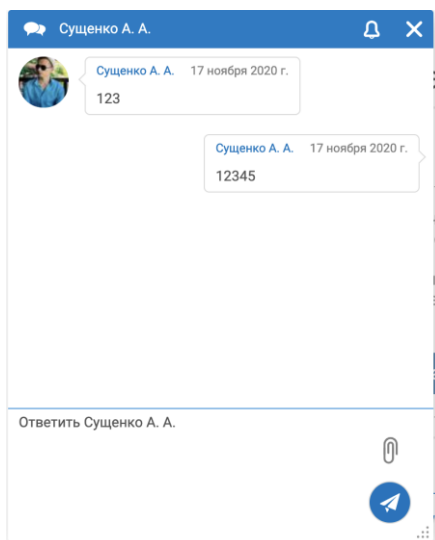 Сущенко А. А.
Сущенко А. А. 17 ноября 2020 г.
123
Сущенко А. А. 17 ноября 2020 г.
12345
Ответить Сущенко А. А.